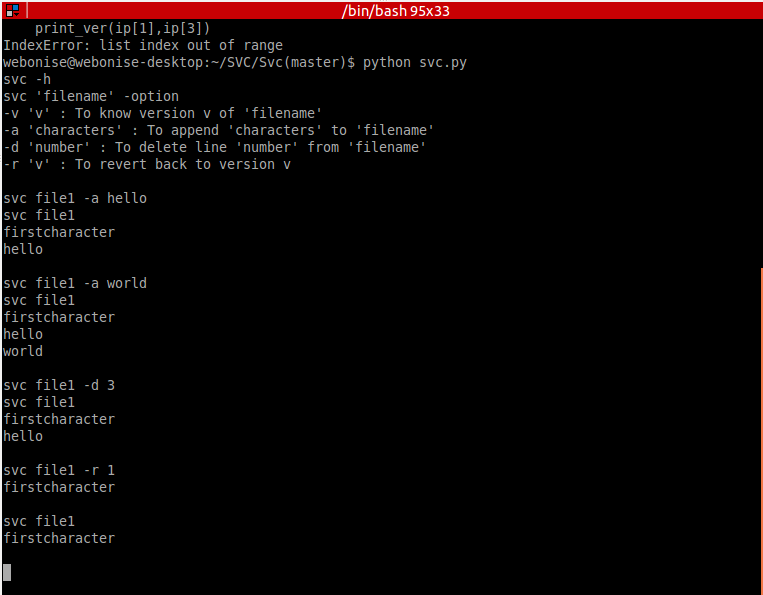 /bin/bash 95x33
    print_ver(ip[1],ip[3])
IndexError: list index out of range
webonise@webonise-desktop:~/SVC/Svc(master)$ python svc.py
svc -h
svc 'filename' -option
-v 'v' : To know version v of 'filename'
-a 'characters' : To append 'characters' to 'filename'
-d 'number' : To delete line 'number' from 'filename'
-r 'v' : To revert back to version v

svc file1 -a hello
svc file1
firstcharacter
hello

svc file1 -a world
svc file1
firstcharacter
hello
world

svc file1 -d 3
svc file1
firstcharacter
hello

svc file1 -r 1
firstcharacter

svc file1
firstcharacter